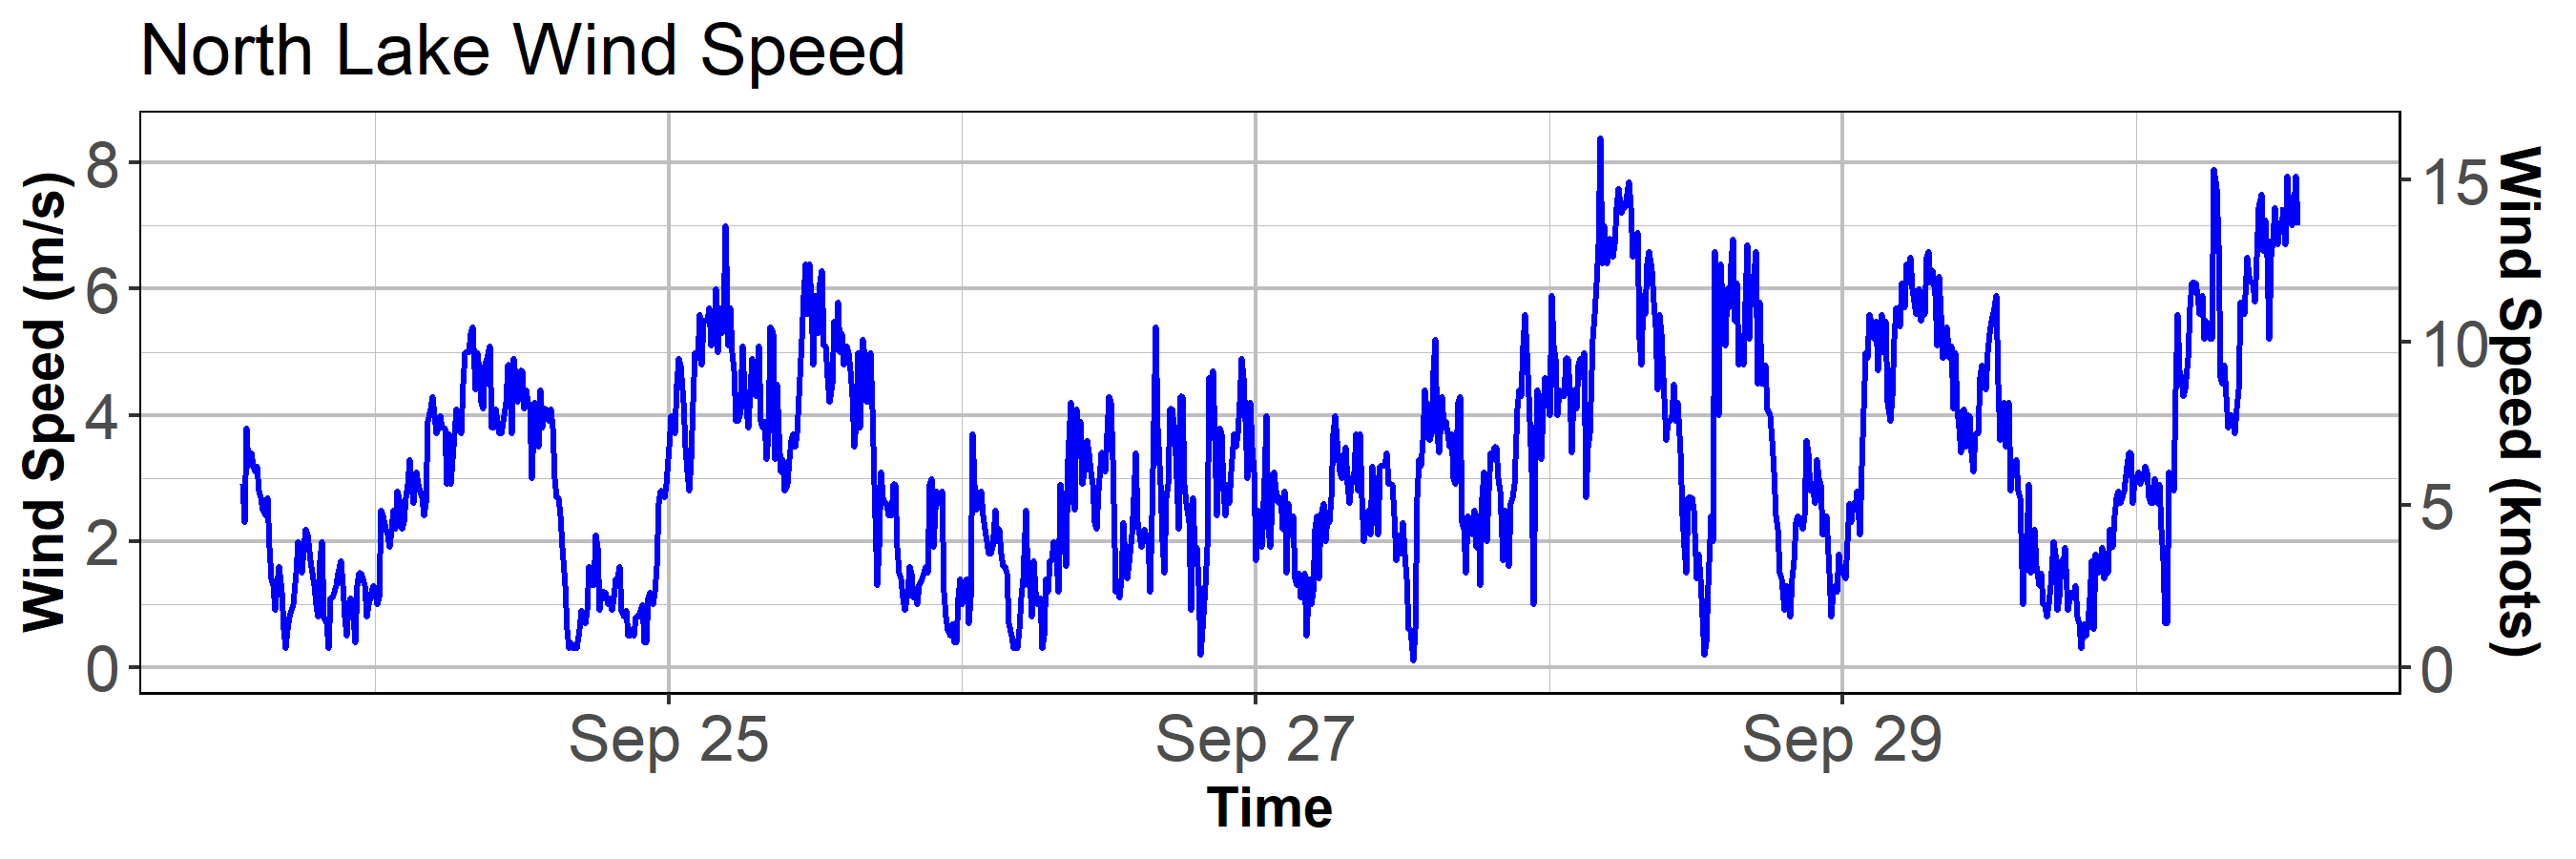 North Lake Wind Speed
Wind Speed (m/s)
8
6
4
2
0
15
10
5
0
Wind Speed (knots)
Sep 25
Sep 27
Sep 29
Time